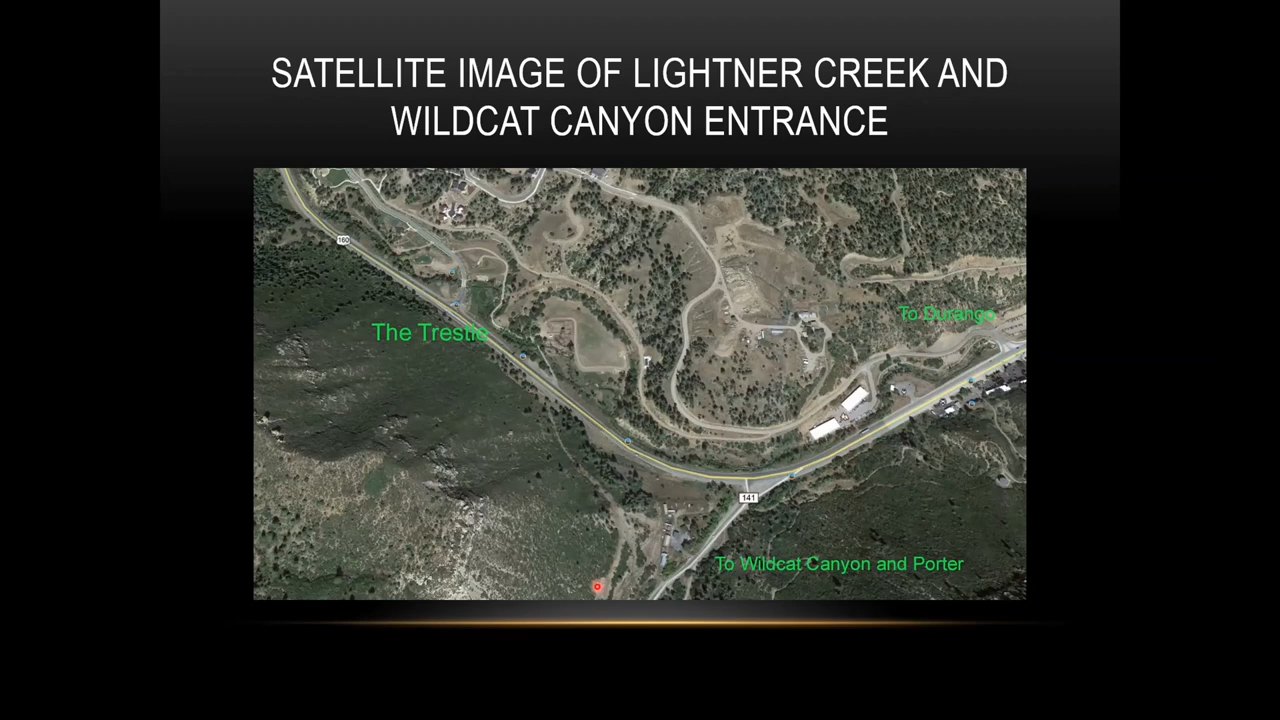 SATELLITE IMAGE OF LIGHTNER CREEK AND
WILDCAT CANYON ENTRANCE
160
To Durango
The Trestle
141
To Wildcat Canyon and Porter